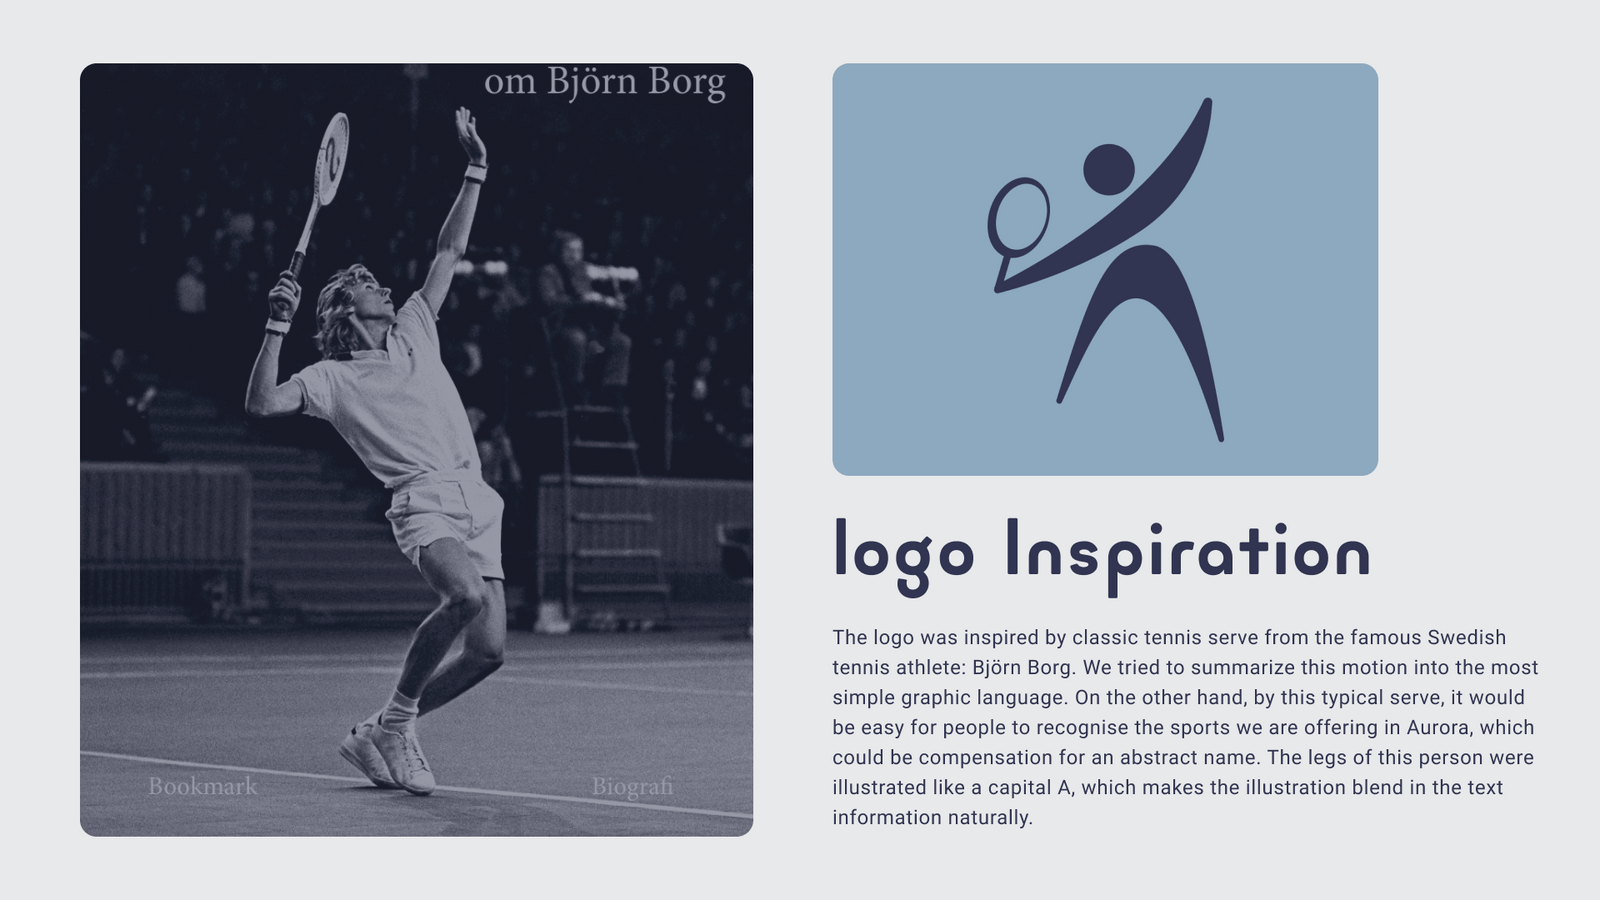 om Björn Borg
Bookmark
Biografi
logo Inspiration
The logo was inspired by classic tennis serve from the famous Swedish
tennis athlete: Björn Borg. We tried to summarize this motion into the most
simple graphic language. On the other hand, by this typical serve, it would
be easy for people to recognise the sports we are offering in Aurora, which
could be compensation for an abstract name. The legs of this person were
illustrated like a capital A, which makes the illustration blend in the text
information naturally.